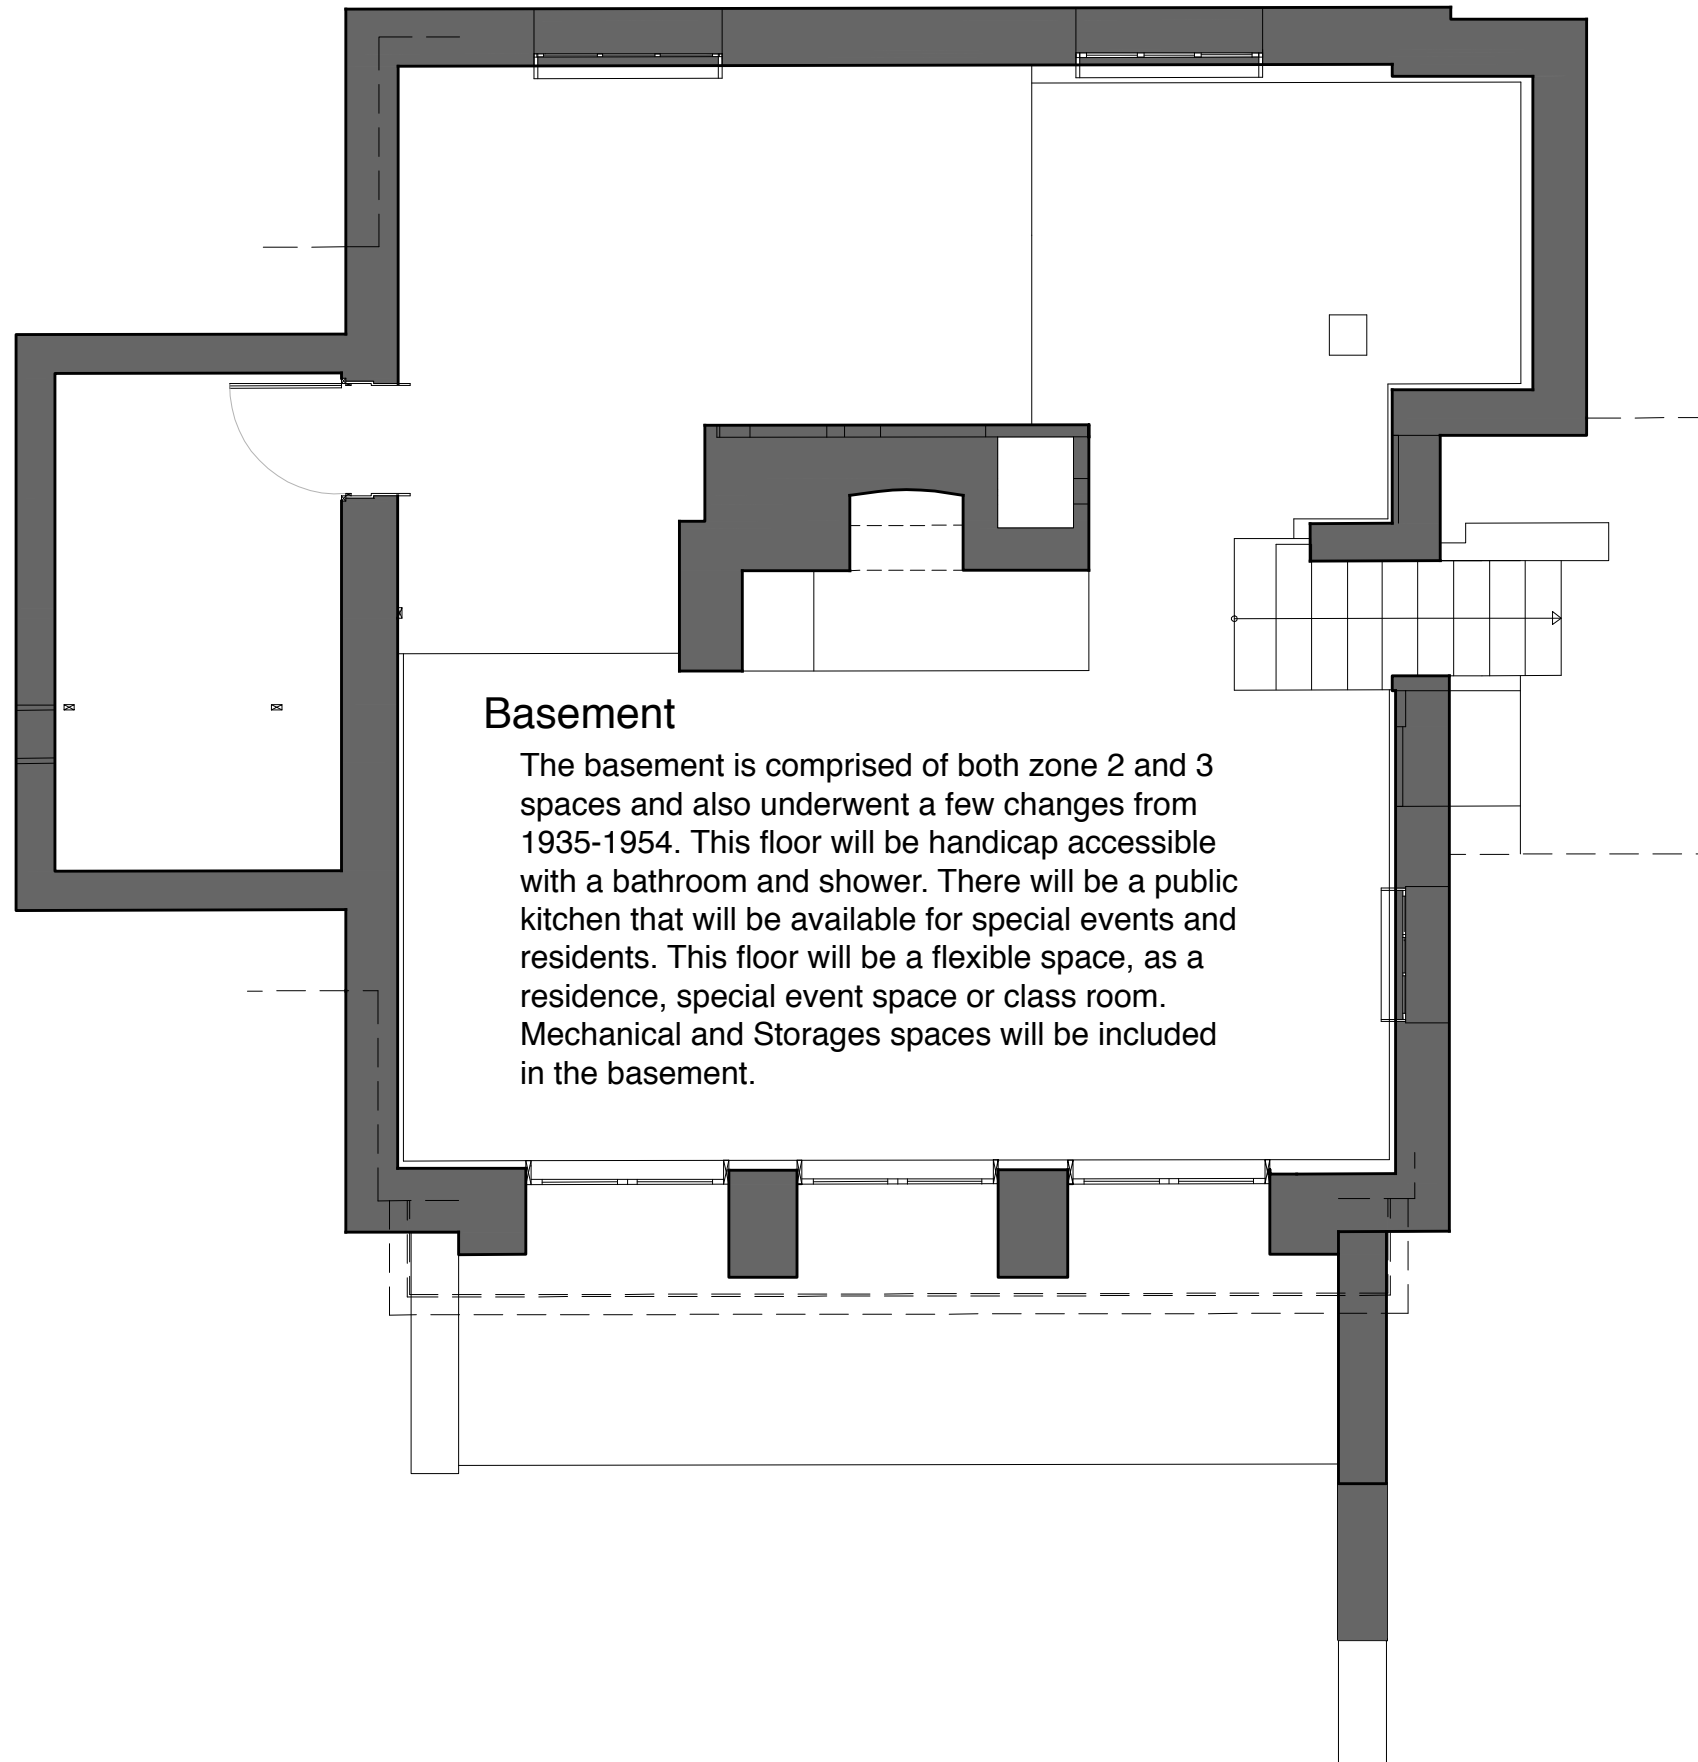 Basement
The basement is comprised of both zone 2 and 3
spaces and also underwent a few changes from
1935-1954. This floor will be handicap accessible
with a bathroom and shower. There will be a public
kitchen that will be available for special events and
residents. This floor will be a flexible space, as a
residence, special event space or class room.
Mechanical and Storages spaces will be included
in the basement.